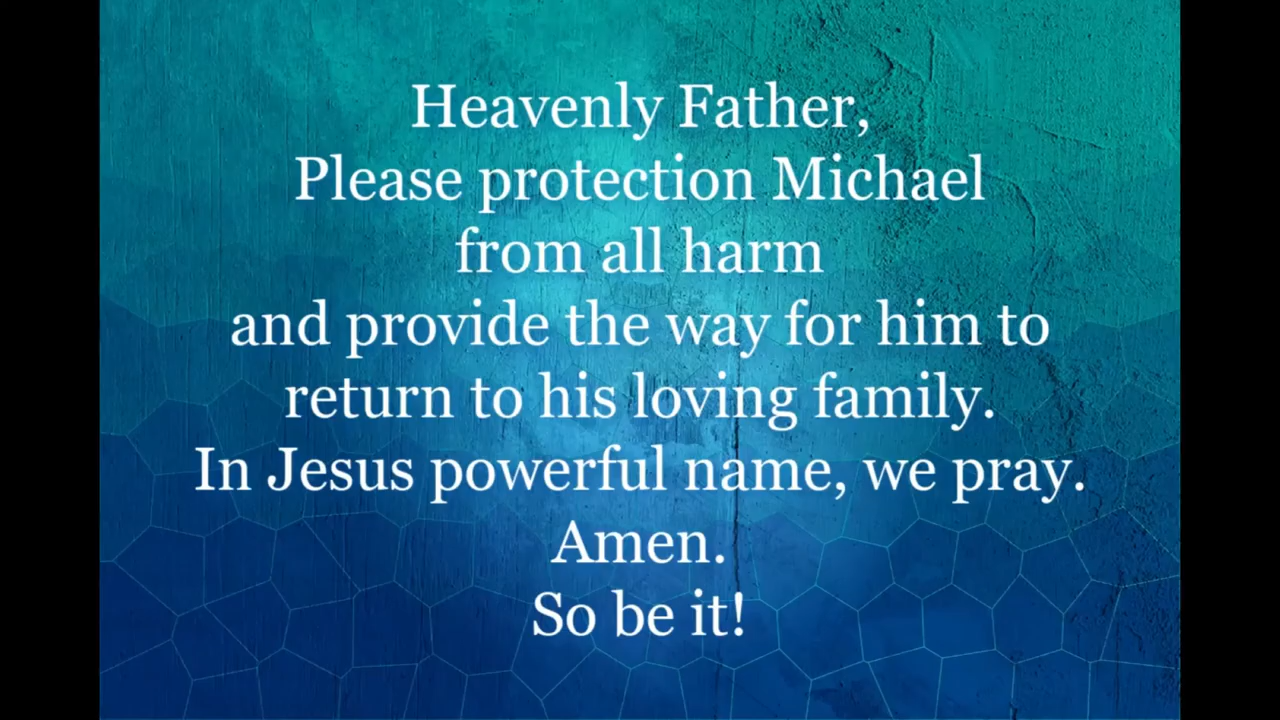 Heavenly Father,
Please protection Michael
from all harm
and provide the way for him to
return to his loving family.
In Jesus powerful name, we pray.
Amen.
So be it!